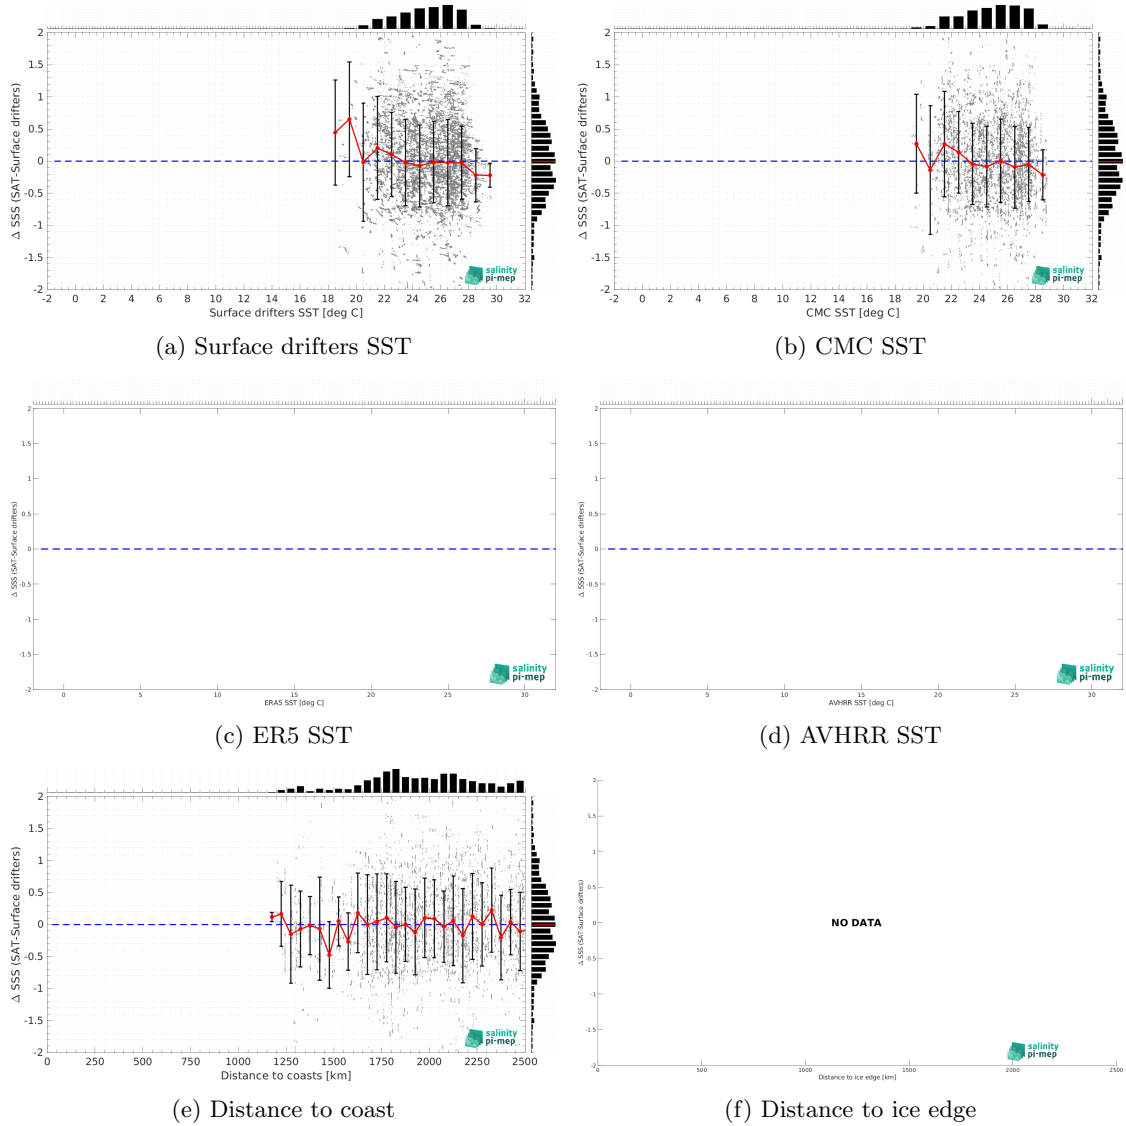 2
1.5
1
0.5
0
-0.5
-1
-1.5
-2
Δ SSS (SAT-Surface drifters)
salinity
pi-mep
-2 0 2 4 6 8 10 12 14 16 18 20 22 24 26 28 30 32
Surface drifters SST [deg C]
(a) Surface drifters SST
2
1.5
1
0.5
0
-0.5
-1
-1.5
-2
Δ SSS (SAT-Surface drifters)
salinity
pi-mep
-2 0 2 4 6 8 10 12 14 16 18 20 22 24 26 28 30 32
CMC SST [deg C]
(b) CMC SST
2
1.5
1
0.5
0
-0.5
-1
-1.5
-2
Δ SSS (SAT-Surface drifters)
salinity
pi-mep
0 5 10 15 20 25 30
ERA5 SST [deg C]
(c) ER5 SST
2
1.5
1
0.5
0
-0.5
-1
-1.5
-2
Δ SSS (SAT-Surface drifters)
salinity
pi-mep
0 5 10 15 20 25 30
AVHRR SST [deg C]
(d) AVHRR SST
2
1.5
1
0.5
0
-0.5
-1
-1.5
-2
Δ SSS (SAT-Surface drifters)
salinity
pi-mep
0 250 500 750 1000 1250 1500 1750 2000 2250 2500
Distance to coasts [km]
(e) Distance to coast
2
1.5
1
0.5
0
-0.5
-1
-1.5
-2
Δ SSS (SAT-Surface drifters)
NO DATA
salinity
pi-mep
0 500 1000 1500 2000 2500
Distance to ice edge [km]
(f) Distance to ice edge